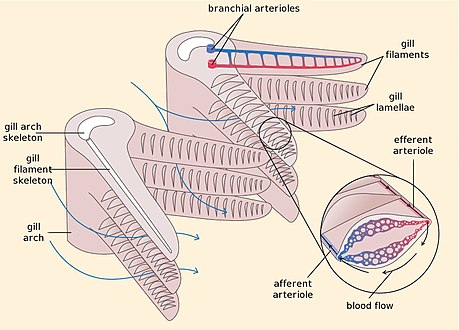 branchial arterioles
gill
filaments
gill
lamellae
gill arch
skeleton
gill
filament
skeleton
gill
arch
efferent
arteriole
afferent
arteriole
blood flow